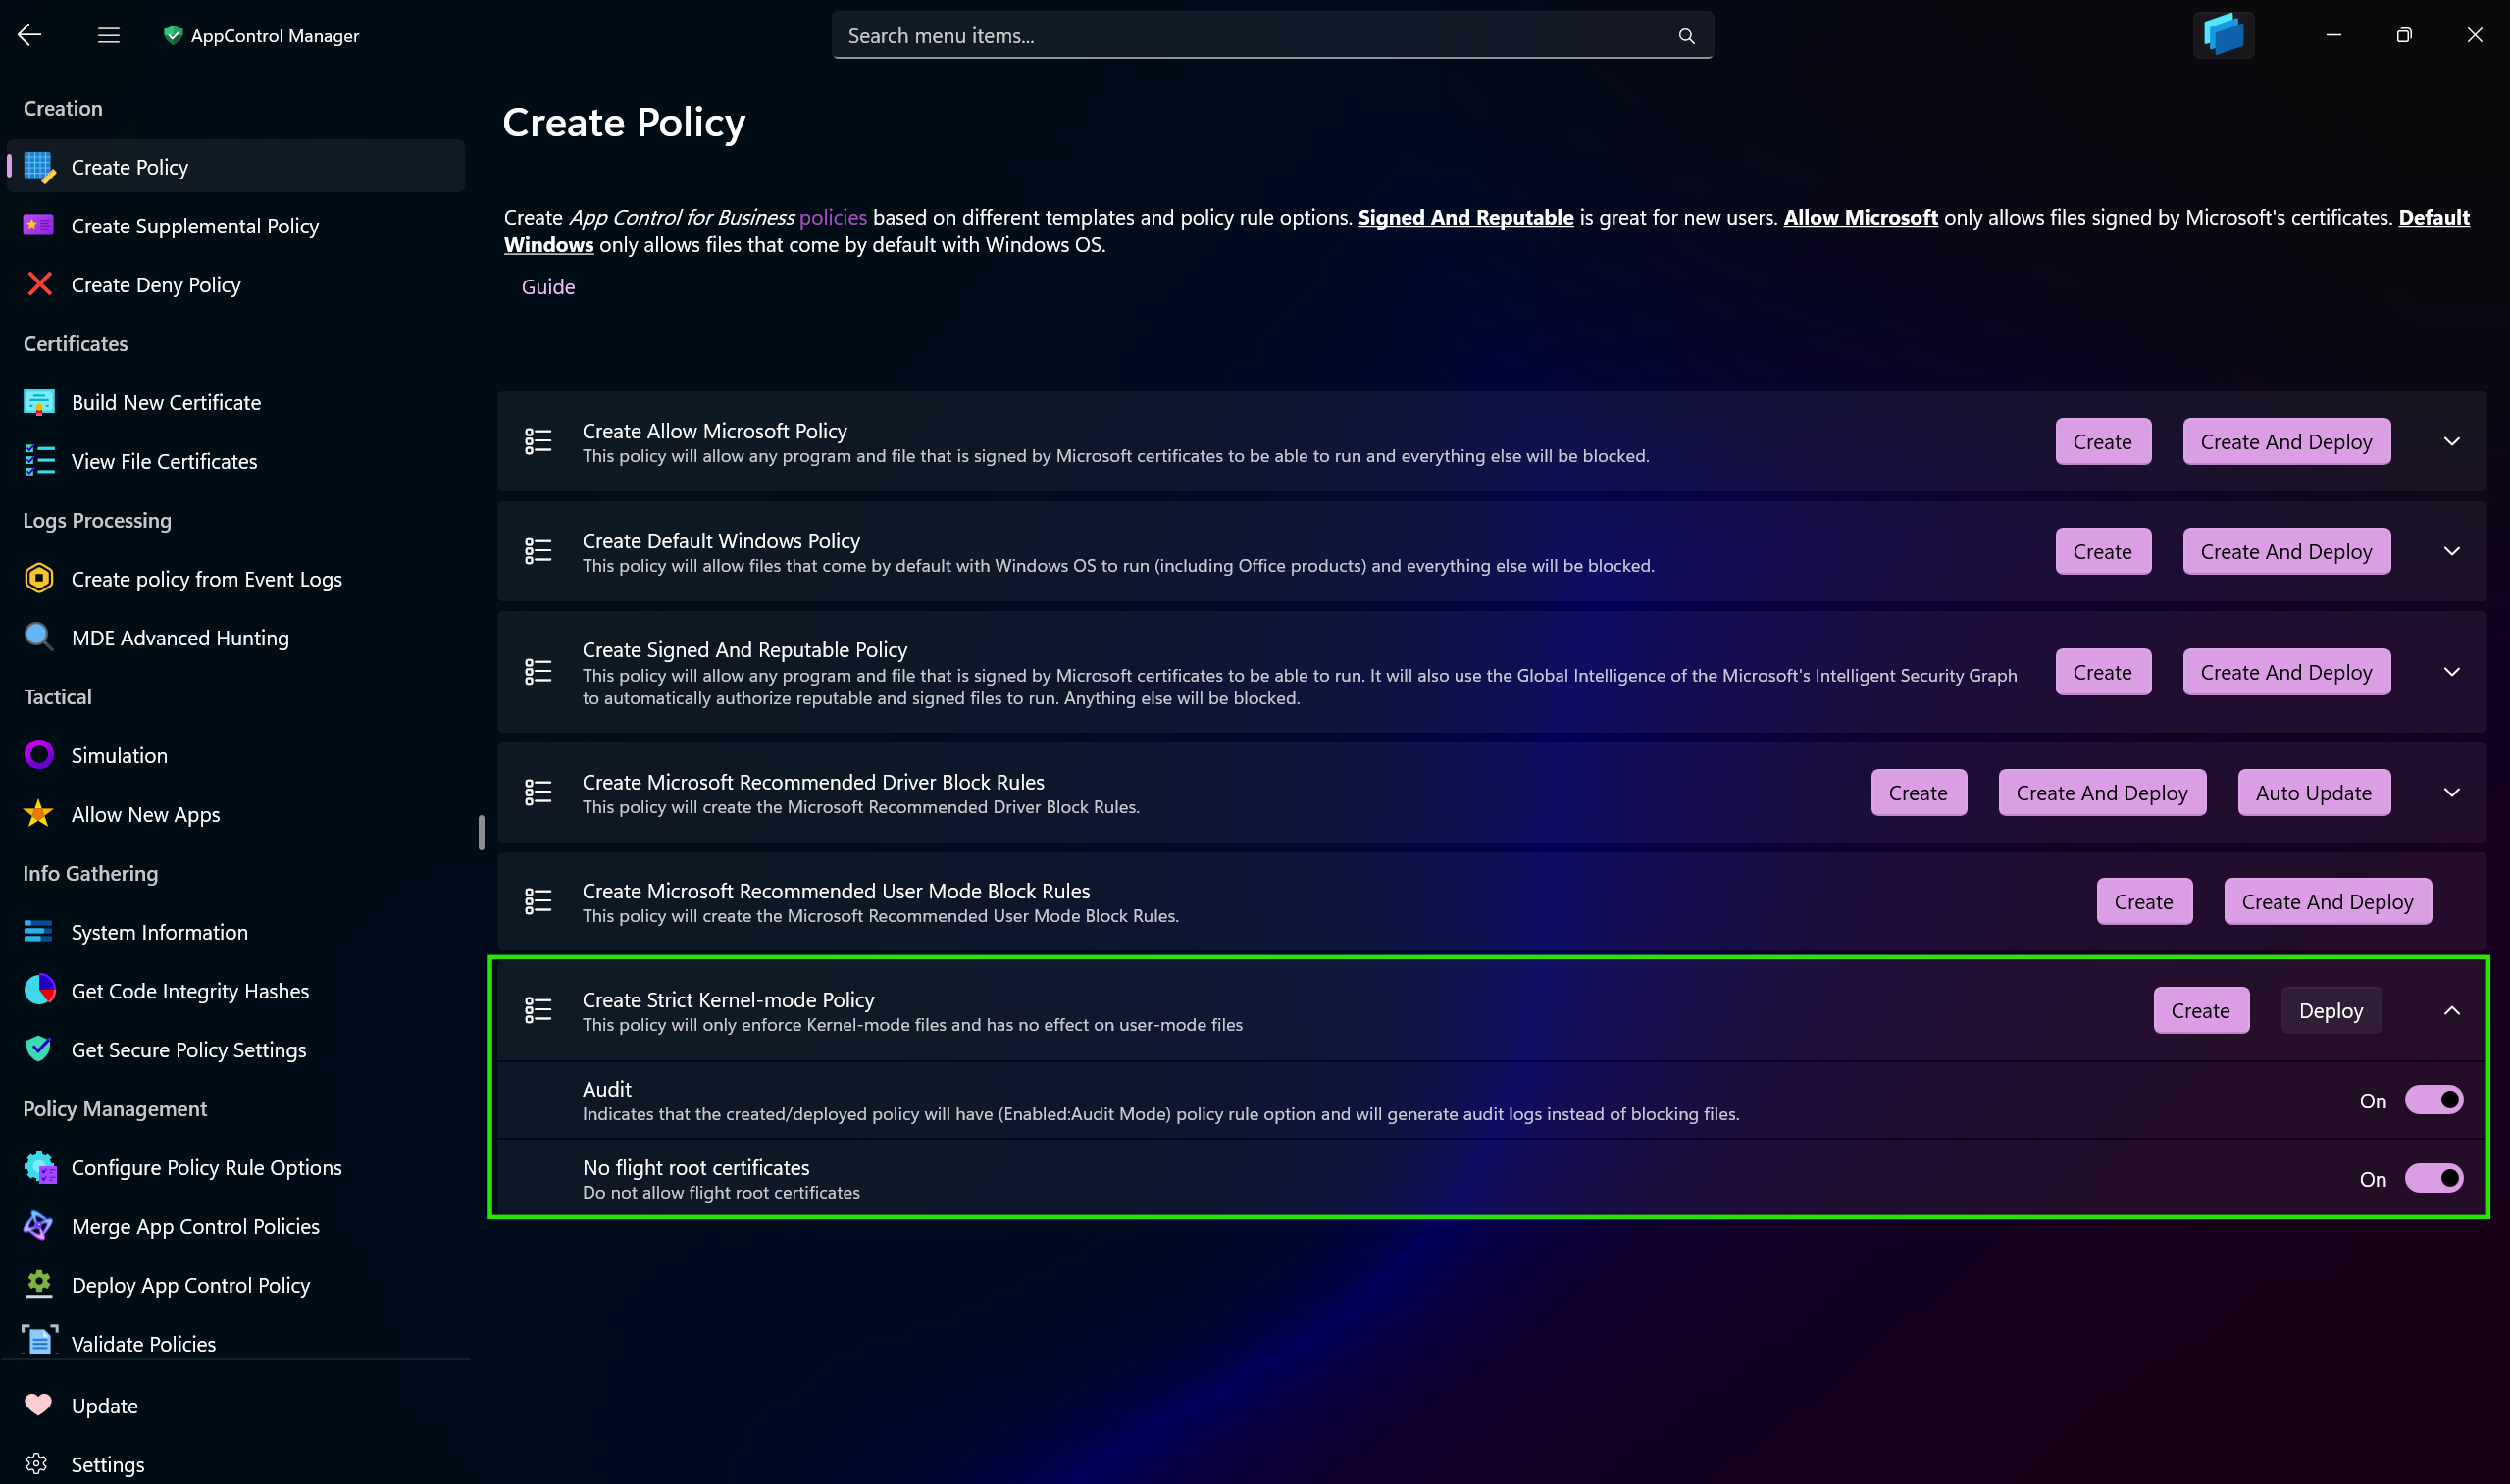 AppControl Manager
Search menu items...
Creation
Create Policy
Create Supplemental Policy
Create Deny Policy
Certificates
Build New Certificate
View File Certificates
Logs Processing
Create policy from Event Logs
MDE Advanced Hunting
Tactical
Simulation
Allow New Apps
Info Gathering
System Information
Get Code Integrity Hashes
Get Secure Policy Settings
Policy Management
Configure Policy Rule Options
Merge App Control Policies
Deploy App Control Policy
Validate Policies
Update
Settings
Create Policy
Create App Control for Business policies based on different templates and policy rule options. Signed And Reputable is great for new users. Allow Microsoft only allows files signed by Microsoft's certificates. Default
Windows only allows files that come by default with Windows OS.
Guide
Create Allow Microsoft Policy
This policy will allow any program and file that is signed by Microsoft certificates to be able to run and everything else will be blocked.
Create
Create And Deploy
Create Default Windows Policy
This policy will allow files that come by default with Windows OS to run (including Office products) and everything else will be blocked.
Create
Create And Deploy
Create Signed And Reputable Policy
This policy will allow any program and file that is signed by Microsoft certificates to be able to run. It will also use the Global Intelligence of the Microsoft's Intelligent Security Graph
to automatically authorize reputable and signed files to run. Anything else will be blocked.
Create
Create And Deploy
Create Microsoft Recommended Driver Block Rules
This policy will create the Microsoft Recommended Driver Block Rules.
Create
Create And Deploy
Auto Update
Create Microsoft Recommended User Mode Block Rules
This policy will create the Microsoft Recommended User Mode Block Rules.
Create
Create And Deploy
Create Strict Kernel-mode Policy
This policy will only enforce Kernel-mode files and has no effect on user-mode files
Create
Deploy
Audit
Indicates that the created/deployed policy will have (Enabled:Audit Mode) policy rule option and will generate audit logs instead of blocking files.
On
No flight root certificates
Do not allow flight root certificates
On